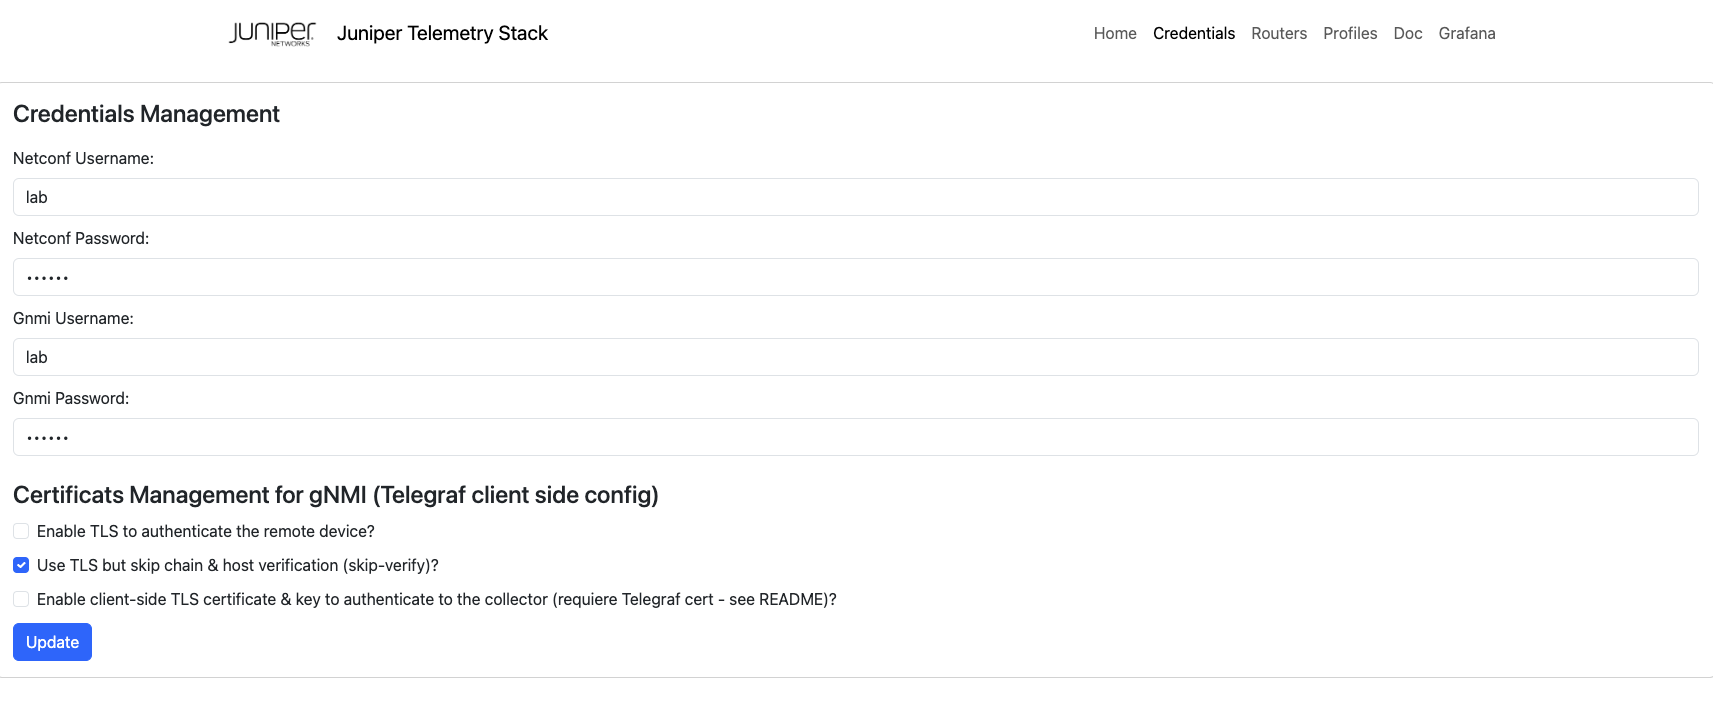 JUNIPEr
NETWORKS
Juniper Telemetry Stack
Home Credentials Routers Profiles Doc Grafana
Credentials Management
Netconf Username:
lab
Netconf Password:
••••••
Gnmi Username:
lab
Gnmi Password:
••••••
Certificats Management for gNMI (Telegraf client side config)
Enable TLS to authenticate the remote device?
Use TLS but skip chain & host verification (skip-verify)?
Enable client-side TLS certificate & key to authenticate to the collector (requiere Telegraf cert - see README)?
Update